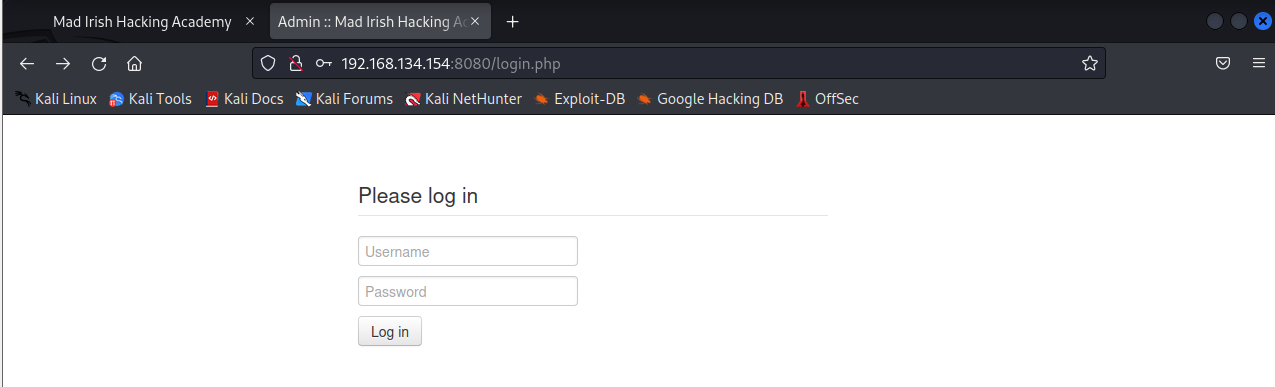 Mad Irish Hacking Academy
Admin :: Mad Irish Hacking Ac
192.168.134.154:8080/login.php
Kali Linux Kali Tools Kali Docs Kali Forums Kali NetHunter Exploit-DB Google Hacking DB OffSec
Please log in
Username
Password
Log in